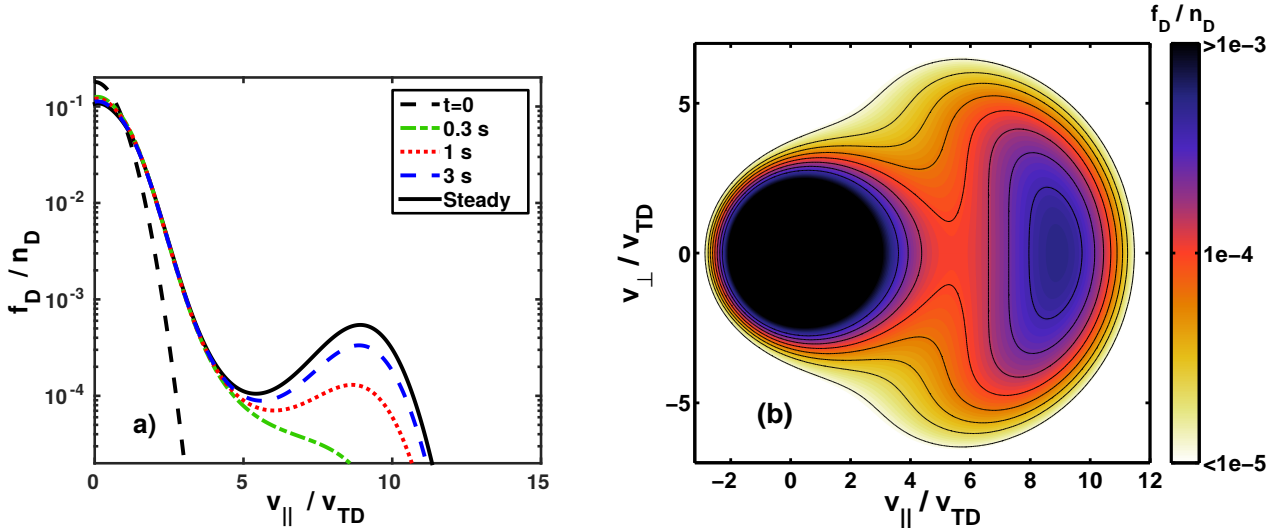 f_D / n_D
10^-1
10^-2
10^-3
10^-4
t=0
0.3 s
1 s
3 s
Steady
a)
0
5
10
15
v_|| / v_TD
v_⊥ / v_TD
5
0
-5
(b)
−2
0
2
4
6
8
10
12
v_|| / v_TD
f_D / n_D
>1e-3
1e-4
<1e-5